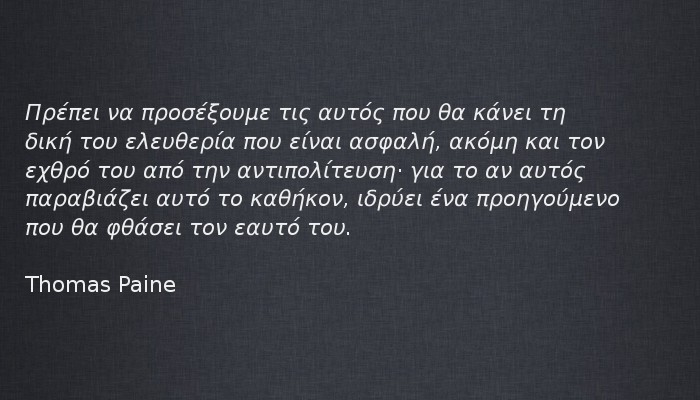 Πρέπει να προσέξουμε τις αυτός που θα κάνει τη
δική του ελευθερία που είναι ασφαλή, ακόμη και τον
εχθρό του από την αντιπολίτευση· για το αν αυτός
παραβιάζει αυτό το καθήκον, ιδρύει ένα προηγούμενο
που θα φθάσει τον εαυτό του.
Thomas Paine